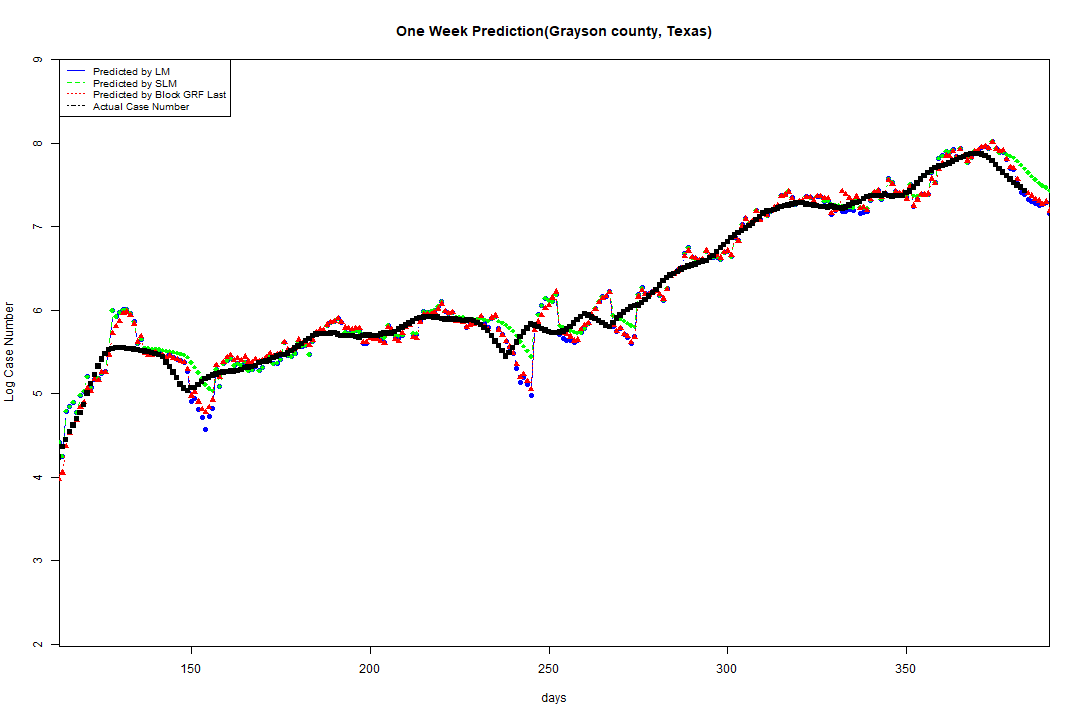 One Week Prediction(Grayson county, Texas)
Predicted by LM
Predicted by SLM
Predicted by Block GRF Last
Actual Case Number
9
8
7
6
5
4
3
2
Log Case Number
150 200 250 300 350
days